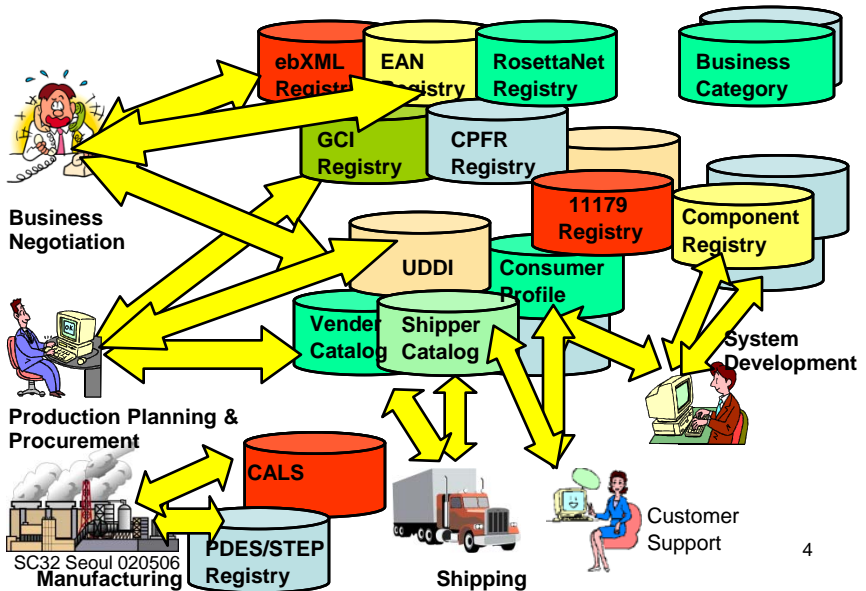 ebXML
Registry
EAN
Registry
RosettaNet
Registry
Business
Category
GCI
Registry
CPFR
Registry
11179
Registry
Component
Registry
Business
Negotiation
UDDI
Consumer
Profile
Vender
Catalog
Shipper
Catalog
System
Development
Production Planning &
Procurement
CALS
PDES/STEP
Registry
SC32 Seoul 020506
Manufacturing
Shipping
Customer
Support
4